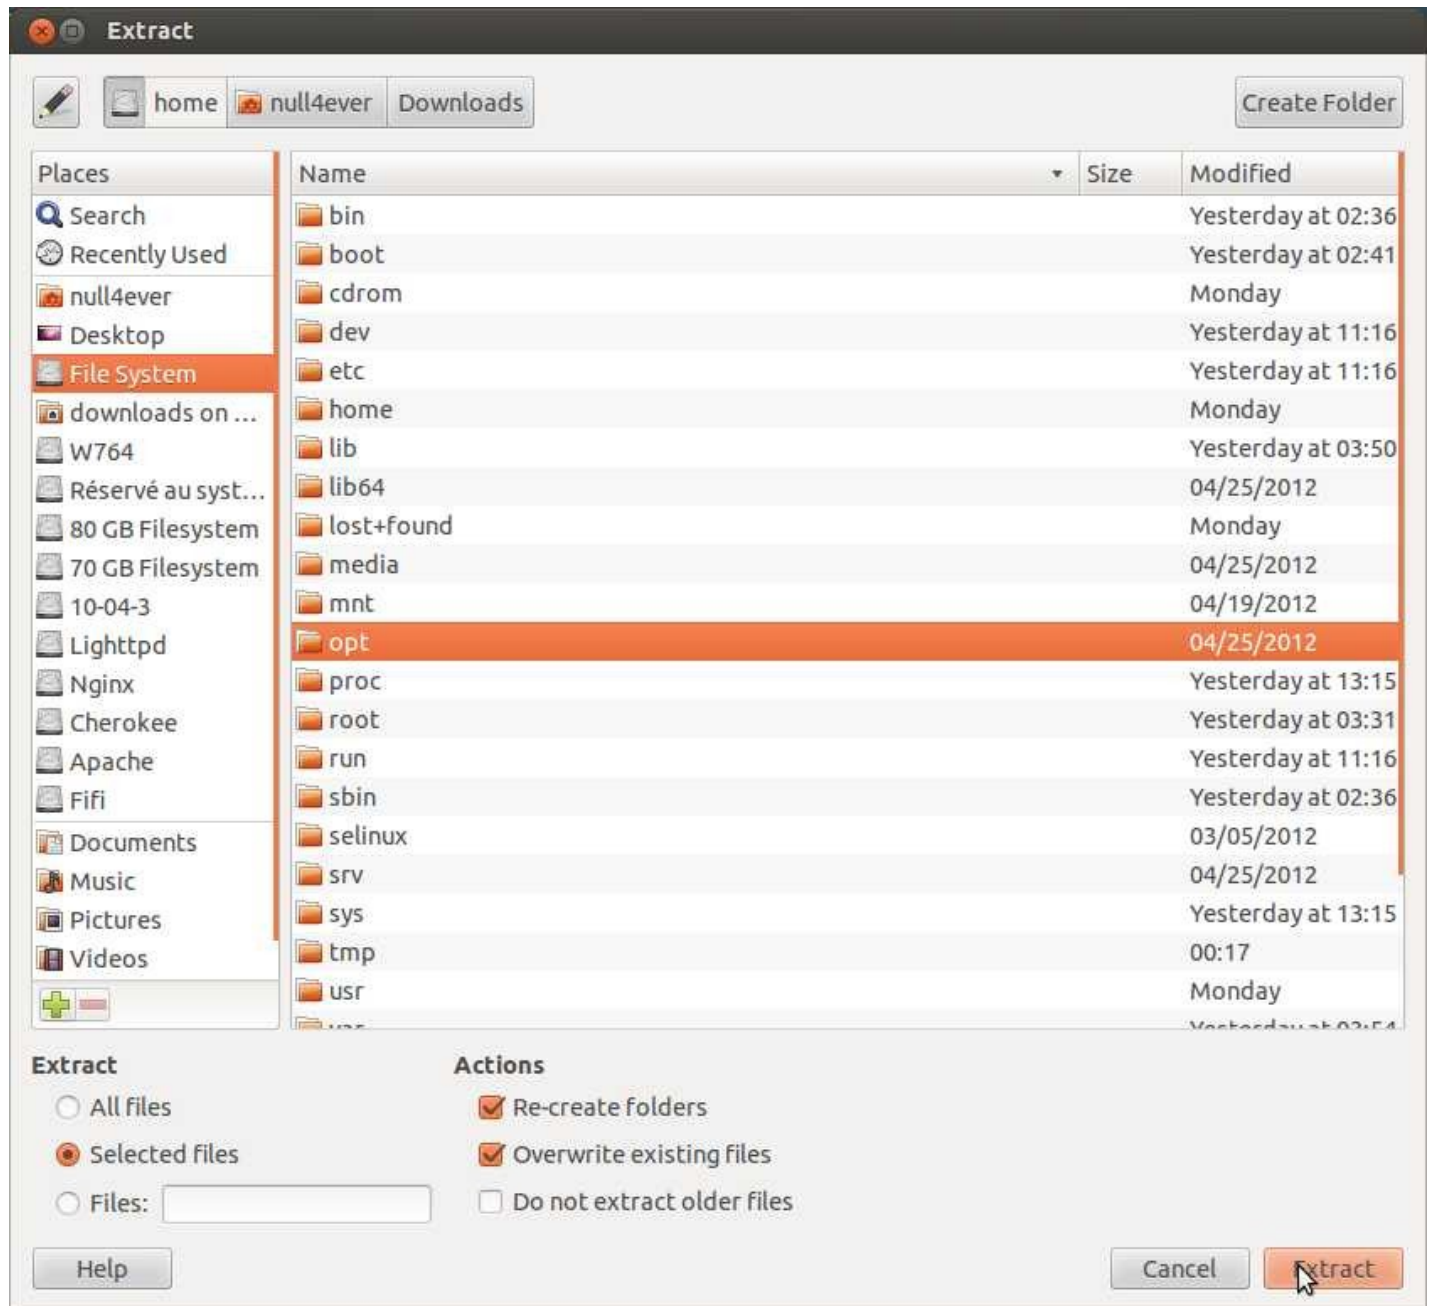 Extract
home null4ever Downloads Create Folder
Places Name Size Modified
Search bin Yesterday at 02:36
Recently Used boot Yesterday at 02:41
null4ever cdrom Monday
Desktop dev Yesterday at 11:16
File System etc Yesterday at 11:16
downloads on ... home Monday
W764 lib Yesterday at 03:50
Réservé au syst... lib64 04/25/2012
80 GB Filesystem lost+found Monday
70 GB Filesystem media 04/25/2012
10-04-3 mnt 04/19/2012
Lighttpd opt 04/25/2012
Nginx proc Yesterday at 13:15
Cherokee root Yesterday at 03:31
Apache run Yesterday at 11:16
Fifi sbin Yesterday at 02:36
Documents selinux 03/05/2012
Music srv 04/25/2012
Pictures sys Yesterday at 13:15
Videos tmp 00:17
usr Monday
var Yesterday at
Extract Actions
All files Re-create folders
Selected files Overwrite existing files
Files: Do not extract older files
Help Cancel Extract